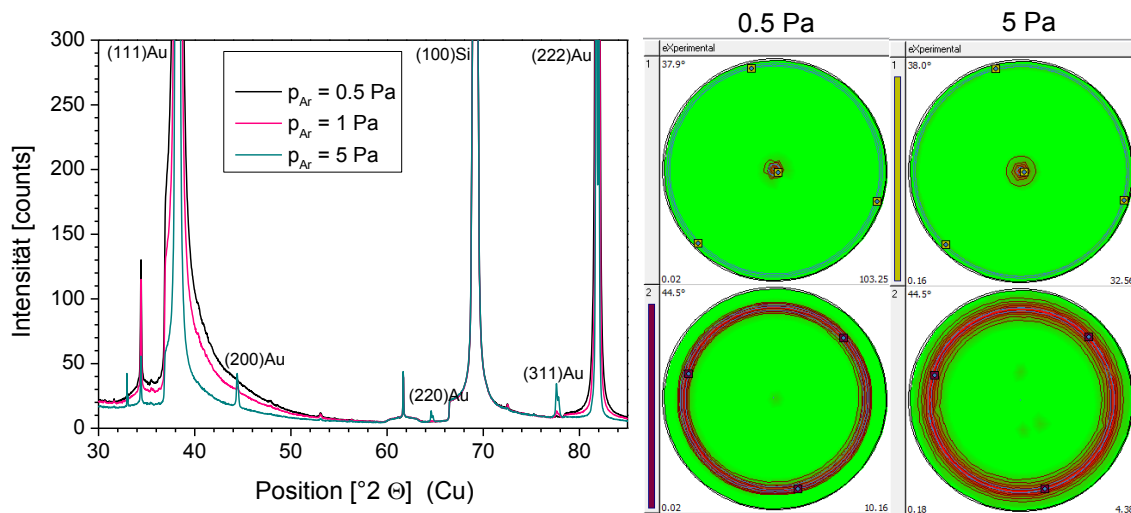 0.5 Pa
5 Pa
300
250
200
150
100
50
0
Intensität [counts]
30
40
50
60
70
80
Position [°2 Θ] (Cu)
(111)Au
(100)Si
(222)Au
p_Ar = 0.5 Pa
p_Ar = 1 Pa
p_Ar = 5 Pa
(200)Au
(220)Au
(311)Au
eXperimental
1
37.9°
0.02
103.25
2
44.5°
0.02
10.16
eXperimental
1
38.0°
0.16
32.56
2
44.5°
0.18
4.38